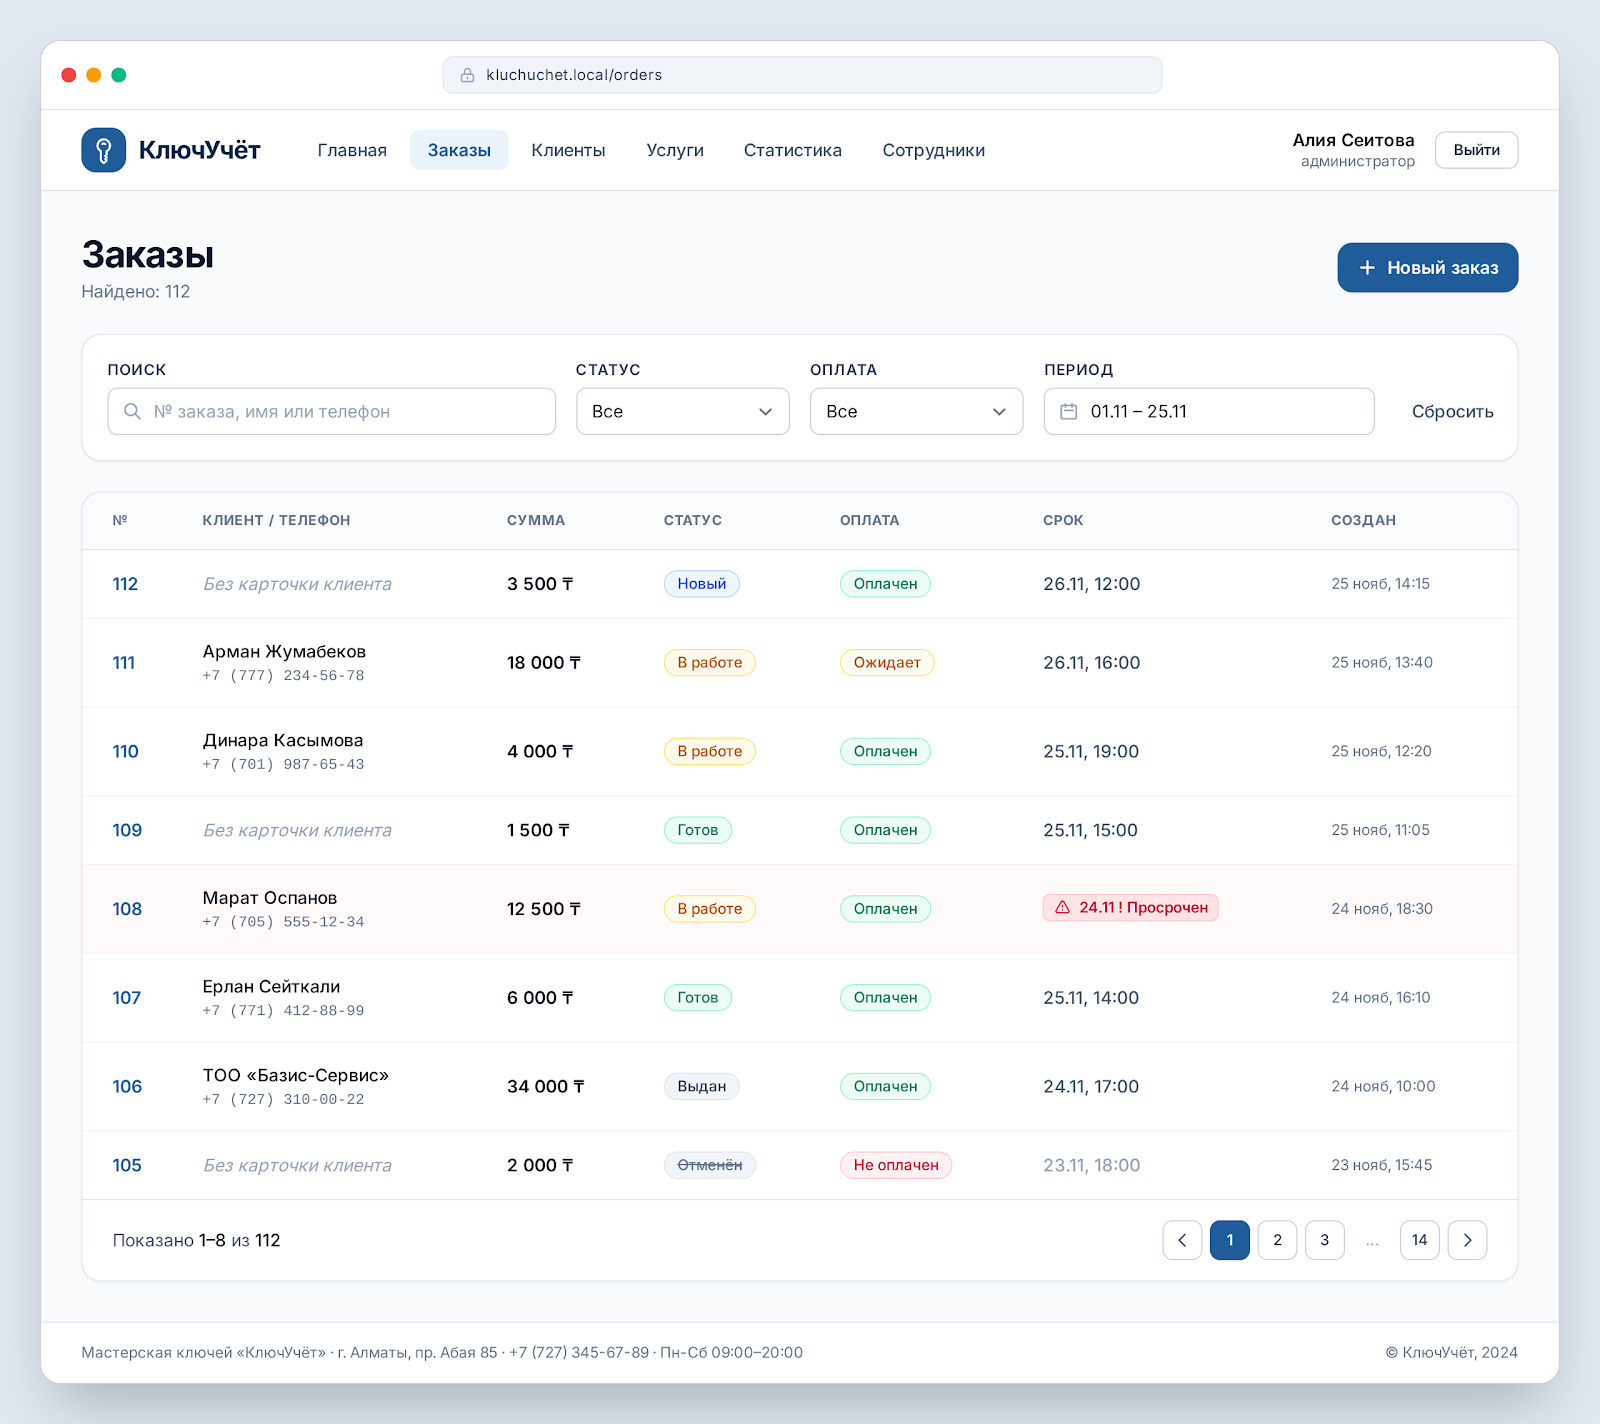 kluchuchet.local/orders
КлючУчёт Главная Заказы Клиенты Услуги Статистика Сотрудники
Алия Сеитова
администратор
Выйти
Заказы
Найдено: 112
+ Новый заказ
ПОИСК СТАТУС ОПЛАТА ПЕРИОД
№ заказа, имя или телефон Все Все 01.11 – 25.11 Сбросить
№ КЛИЕНТ / ТЕЛЕФОН СУММА СТАТУС ОПЛАТА СРОК СОЗДАН
112 Без карточки клиента 3 500 ₸ Новый Оплачен 26.11, 12:00 25 нояб, 14:15
111 Арман Жумабеков 18 000 ₸ В работе Ожидает 26.11, 16:00 25 нояб, 13:40
+7 (777) 234-56-78
110 Динара Касымова 4 000 ₸ В работе Оплачен 25.11, 19:00 25 нояб, 12:20
+7 (701) 987-65-43
109 Без карточки клиента 1 500 ₸ Готов Оплачен 25.11, 15:00 25 нояб, 11:05
108 Марат Оспанов 12 500 ₸ В работе Оплачен 24.11 ! Просрочен 24 нояб, 18:30
+7 (705) 555-12-34
107 Ерлан Сейткали 6 000 ₸ Готов Оплачен 25.11, 14:00 24 нояб, 16:10
+7 (771) 412-88-99
106 ТОО «Базис-Сервис» 34 000 ₸ Выдан Оплачен 24.11, 17:00 24 нояб, 10:00
+7 (727) 310-00-22
105 Без карточки клиента 2 000 ₸ Отменён Не оплачен 23.11, 18:00 23 нояб, 15:45
Показано 1–8 из 112 1 2 3 ... 14
Мастерская ключей «КлючУчёт» · г. Алматы, пр. Абая 85 · +7 (727) 345-67-89 · Пн-Сб 09:00–20:00 © КлючУчёт, 2024